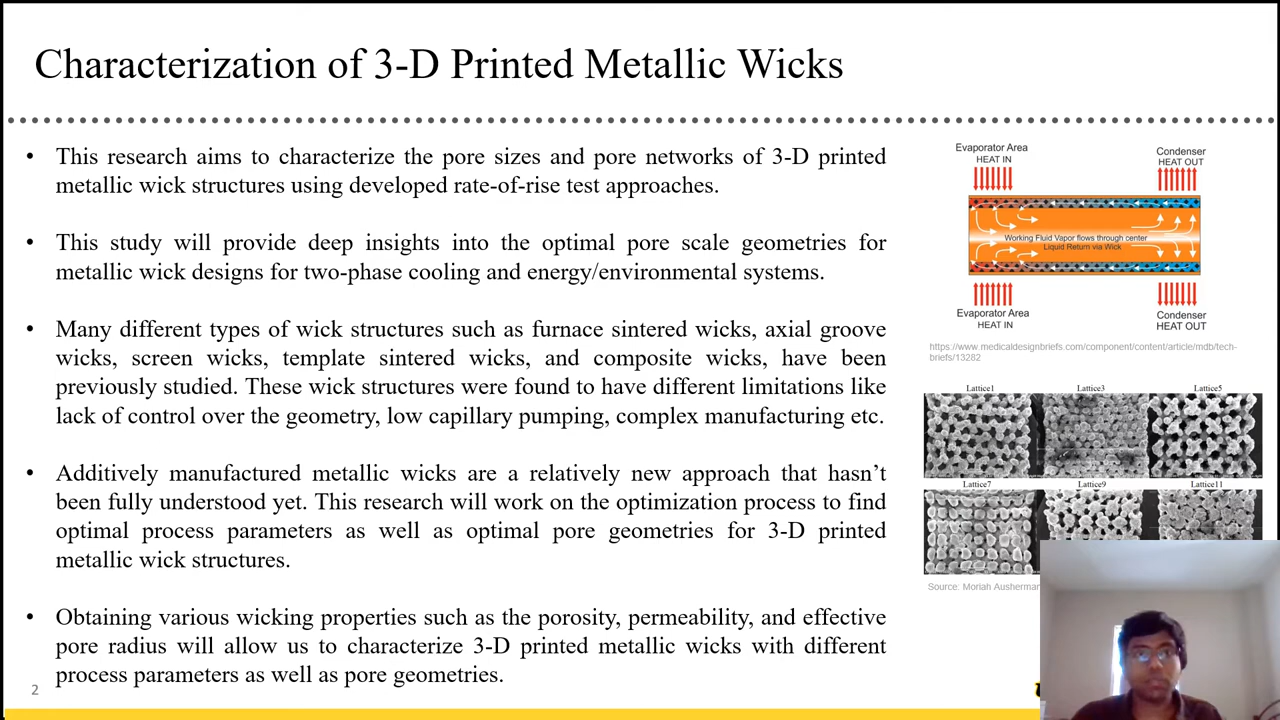 Characterization of 3-D Printed Metallic Wicks
• This research aims to characterize the pore sizes and pore networks of 3-D printed
metallic wick structures using developed rate-of-rise test approaches.
• This study will provide deep insights into the optimal pore scale geometries for
metallic wick designs for two-phase cooling and energy/environmental systems.
• Many different types of wick structures such as furnace sintered wicks, axial groove
wicks, screen wicks, template sintered wicks, and composite wicks, have been
previously studied. These wick structures were found to have different limitations like
lack of control over the geometry, low capillary pumping, complex manufacturing etc.
• Additively manufactured metallic wicks are a relatively new approach that hasn't
been fully understood yet. This research will work on the optimization process to find
optimal process parameters as well as optimal pore geometries for 3-D printed
metallic wick structures.
• Obtaining various wicking properties such as the porosity, permeability, and effective
pore radius will allow us to characterize 3-D printed metallic wicks with different
process parameters as well as pore geometries.
2
Evaporator Area
HEAT IN
Condenser
HEAT OUT
Working Fluid Vapor flows through center
Liquid Return via Wick
Evaporator Area
HEAT IN
Condenser
HEAT OUT
https://www.medicaldesignbriefs.com/component/content/article/mdb/tech-
briefs/13282
Lattice1 Lattice3 Lattice5
Lattice7 Lattice9 Lattice11
Source: Moriah Ausherman